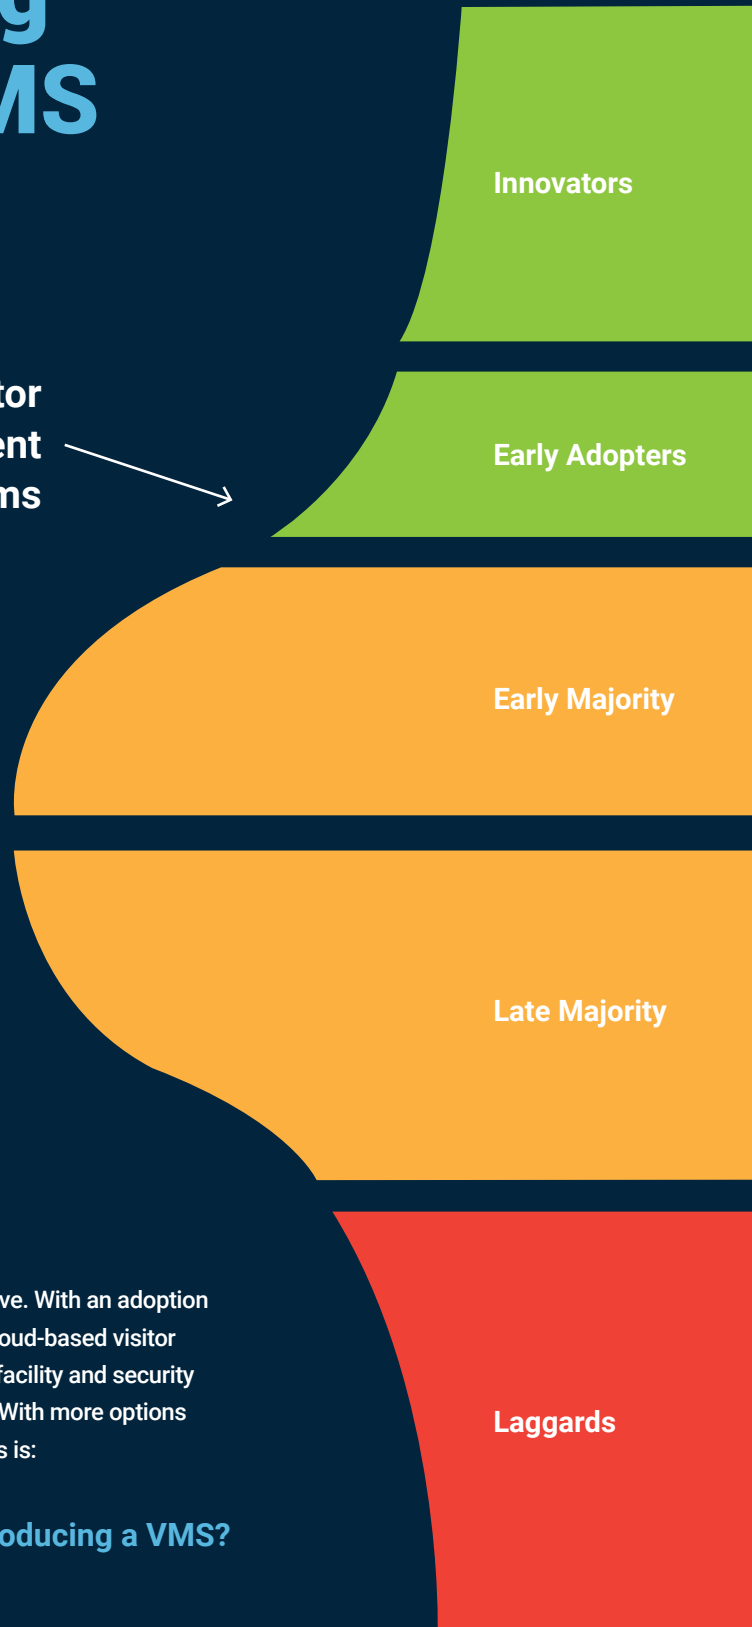 g
MS
Innovators
tor
ent
ms
Early Adopters
Early Majority
Late Majority
ve. With an adoption
oud-based visitor
facility and security
With more options
s is:
Laggards
oducing a VMS?